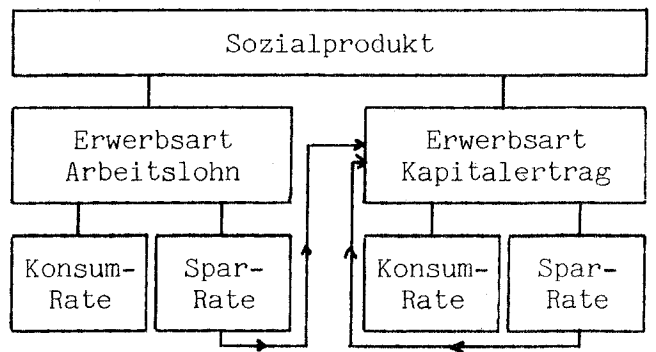 Sozialprodukt
Erwerbsart
Arbeitslohn
Erwerbsart
Kapitalertrag
Konsum-
Rate
Spar-
Rate
Konsum-
Rate
Spar-
Rate